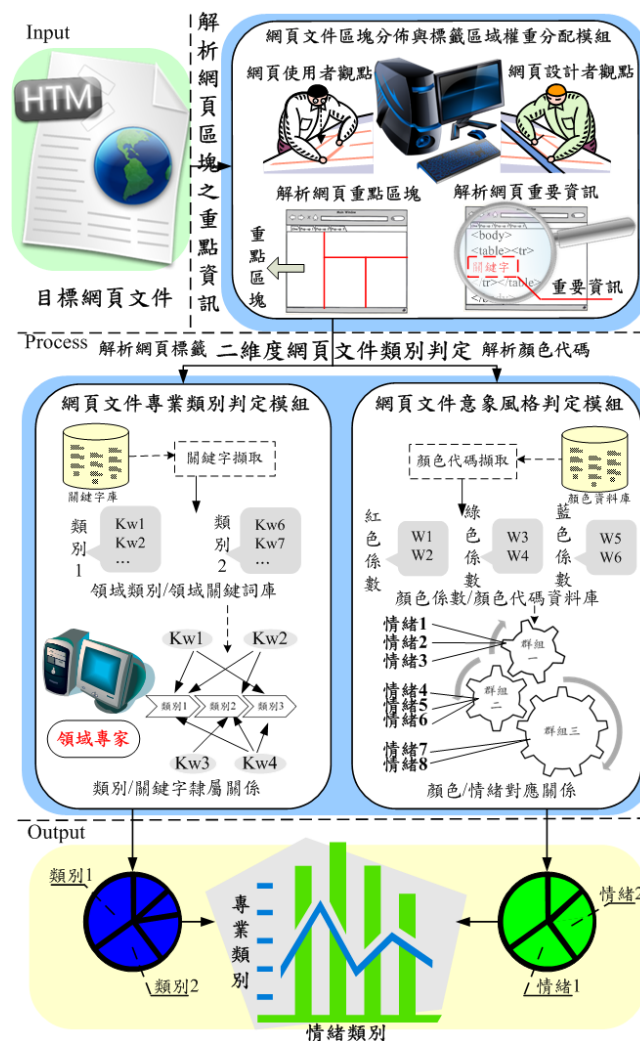 Input
HTM
目標網頁文件
解析網頁區塊之重點資訊
網頁文件區塊分佈與標籤區域權重分配模組
網頁使用者觀點
網頁設計者觀點
解析網頁重點區塊
解析網頁重要資訊
重點區塊
<body>
<table><tr>
關鍵字
/tr></table>
重要資訊
Process
解析網頁標籤
二維度網頁文件類別判定
解析顏色代碼
網頁文件專業類別判定模組
關鍵字庫
關鍵字擷取
類別1
Kw1
Kw2
...
類別2
Kw6
Kw7
...
領域類別/領域關鍵詞庫
Kw1
Kw2
類別1
類別2
類別3
Kw3
Kw4
領域專家
類別/關鍵字隸屬關係
網頁文件意象風格判定模組
顏色代碼擷取
顏色資料庫
紅色係數
W1
W2
綠色係數
W3
W4
藍色係數
W5
W6
顏色係數/顏色代碼資料庫
情緒1
情緒2
情緒3
群組一
情緒4
情緒5
情緒6
群組二
情緒7
情緒8
群組三
顏色/情緒對應關係
Output
類別1
類別2
專業類別
情緒類別
情緒2
情緒1